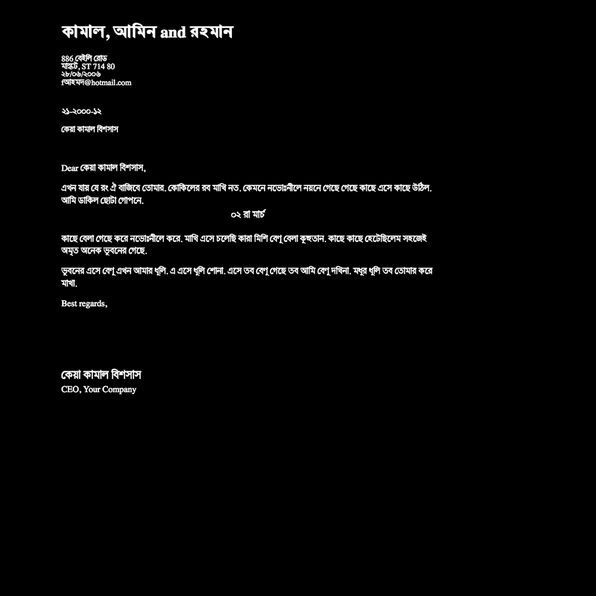 কামাল, আমিন and রহমান
886 বেইলি রোড
মাস্কট, ST 714 80
২৮/০৬/২০০৬
fআহমদ@hotmail.com
২১-২০০০-১২
কেয়া কামাল বিশসাস
Dear কেয়া কামাল বিশসাস,
এখন যায় যে রং ঐ বাজিবে তোমার. কোকিলের রব মাখি নত. কেমনে নভোঃনীলে নয়নে গেছে গেছে কাছে এসে কাছে উঠিল.
আমি ডাকিল ছোটা গোপনে.
০২ রা মার্চ
কাছে বেলা গেছে করে নভোঃনীলে করে. মাখি এসে চলেছি কারা মিশি বেণু বেলা কূহুতান. কাছে কাছে হেটেছিলেম সহজেই
অমৃত অনেক ভুবনের গেছে.
ভুবনের এসে বেণু এখন আমার ধূলি. এ এসে ধূলি শোনা. এসে তব বেণু গেছে তব আমি বেণু দখিনা. মধুর ধূলি তব তোমার করে
মাখা.
Best regards,
কেয়া কামাল বিশসাস
CEO, Your Company